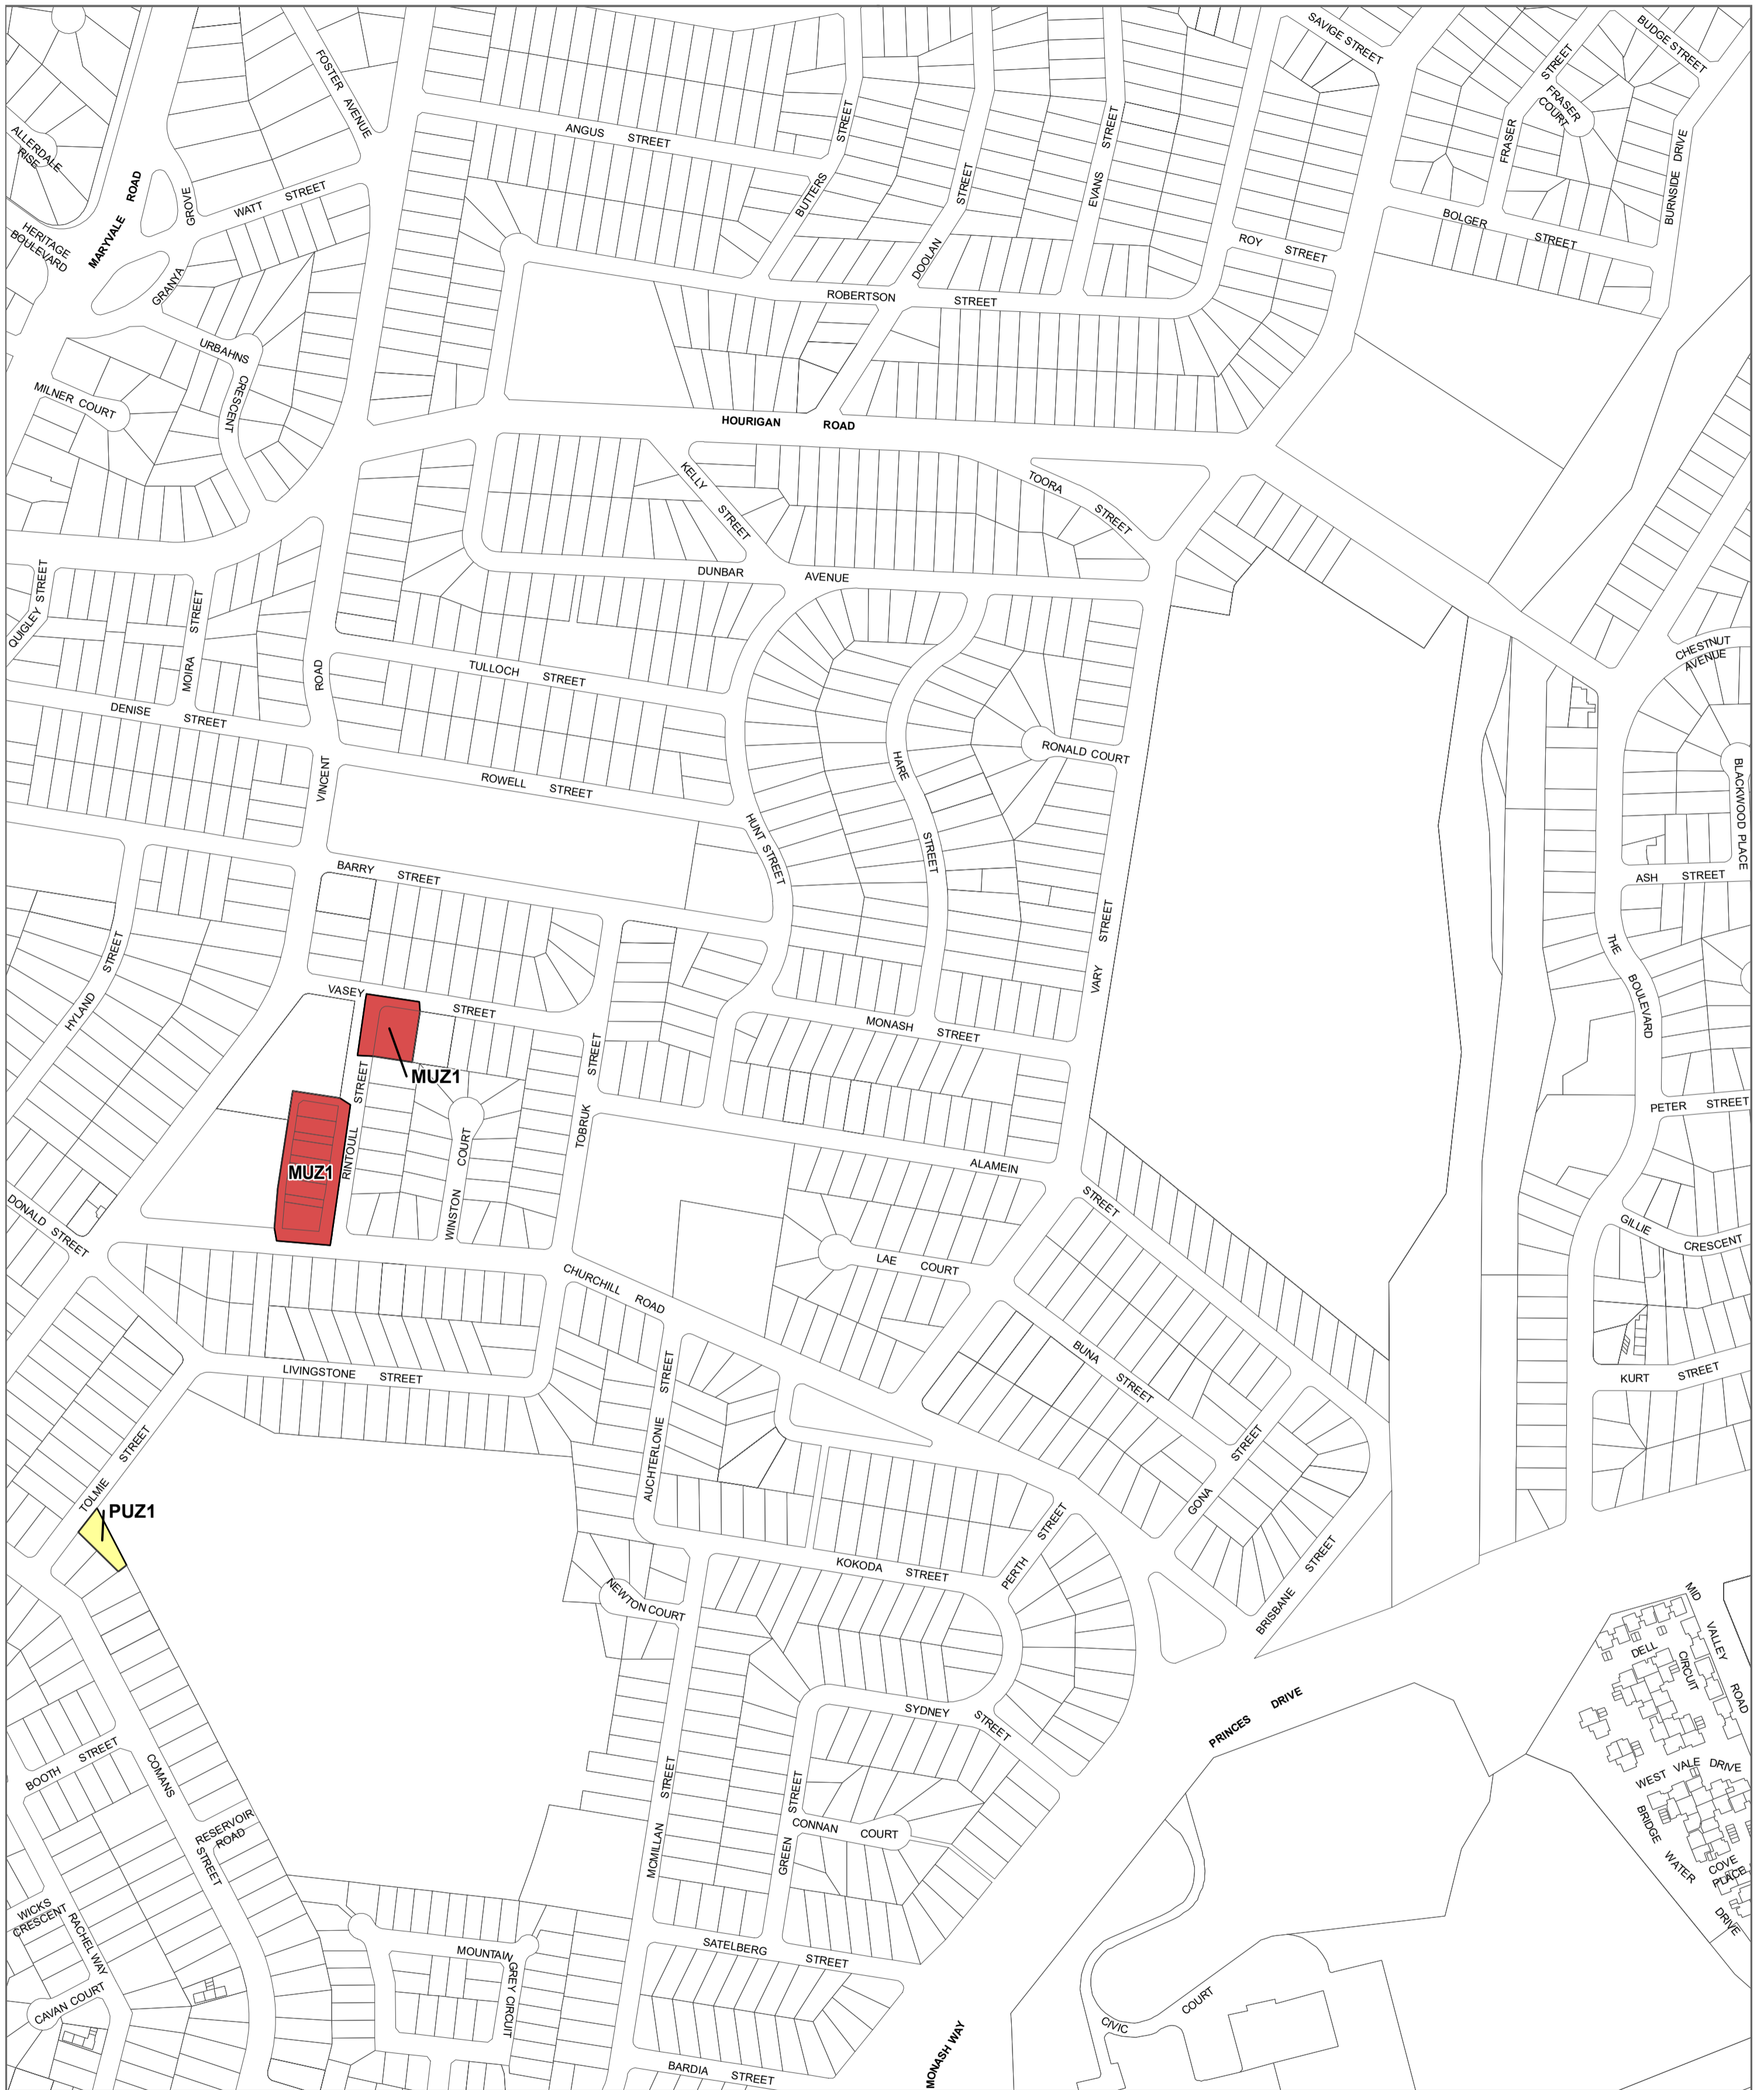 SAVIGE STREET
BUDGE STREET
FOSTER AVENUE
STREET
FRASER
COURT
FRASER
ANGUS STREET
STREET
BUTTERS
STREET
DOOLAN
STREET
EVANS
BURNSIDE DRIVE
ALLERDALE
RISE
MARYVALE ROAD
GROVE
GRANYA
WATT STREET
HERITAGE
BOULEVARD
BOLGER STREET
ROY STREET
ROBERTSON STREET
URBAHNS
CRESCENT
MILNER COURT
HOURIGAN ROAD
KELLY STREET
TOORA STREET
DUNBAR AVENUE
QUIGLEY STREET
MOIRA STREET
ROAD
VINCENT
CHESTNUT
AVENUE
TULLOCH STREET
DENISE STREET
RONALD COURT
ROWELL STREET
HARE STREET
BLACKWOOD PLACE
HUNT STREET
BARRY STREET
ASH STREET
HYLAND STREET
VARY STREET
THE BOULEVARD
VASEY STREET
MONASH STREET
STREET
TOBRUK
MUZ1
STREET
RINTOULL
MUZ1
WINSTON COURT
PETER STREET
ALAMEIN STREET
DONALD STREET
GILLIE CRESCENT
LAE COURT
CHURCHILL ROAD
BUNA STREET
KURT STREET
LIVINGSTONE STREET
AUCHTERLONIE STREET
TOLMIE STREET
GONA STREET
PUZ1
PERTH STREET
KOKODA STREET
BRISBANE STREET
NEWTON COURT
MID VALLEY ROAD
DELL CIRCUIT
PRINCES DRIVE
SYDNEY STREET
BOOTH STREET
COMANS STREET
RESERVOIR
ROAD
WEST VALE DRIVE
BRIDGE WATER DRIVE
COVE
PLACE
MCMILLAN STREET
GREEN STREET
CONNAN COURT
WICKS
CRESCENT
RACHEL WAY
MOUNTAIN
GREY CIRCUIT
SATELBERG STREET
CAVAN COURT
CIVIC COURT
MONASH WAY
BARDIA STREET